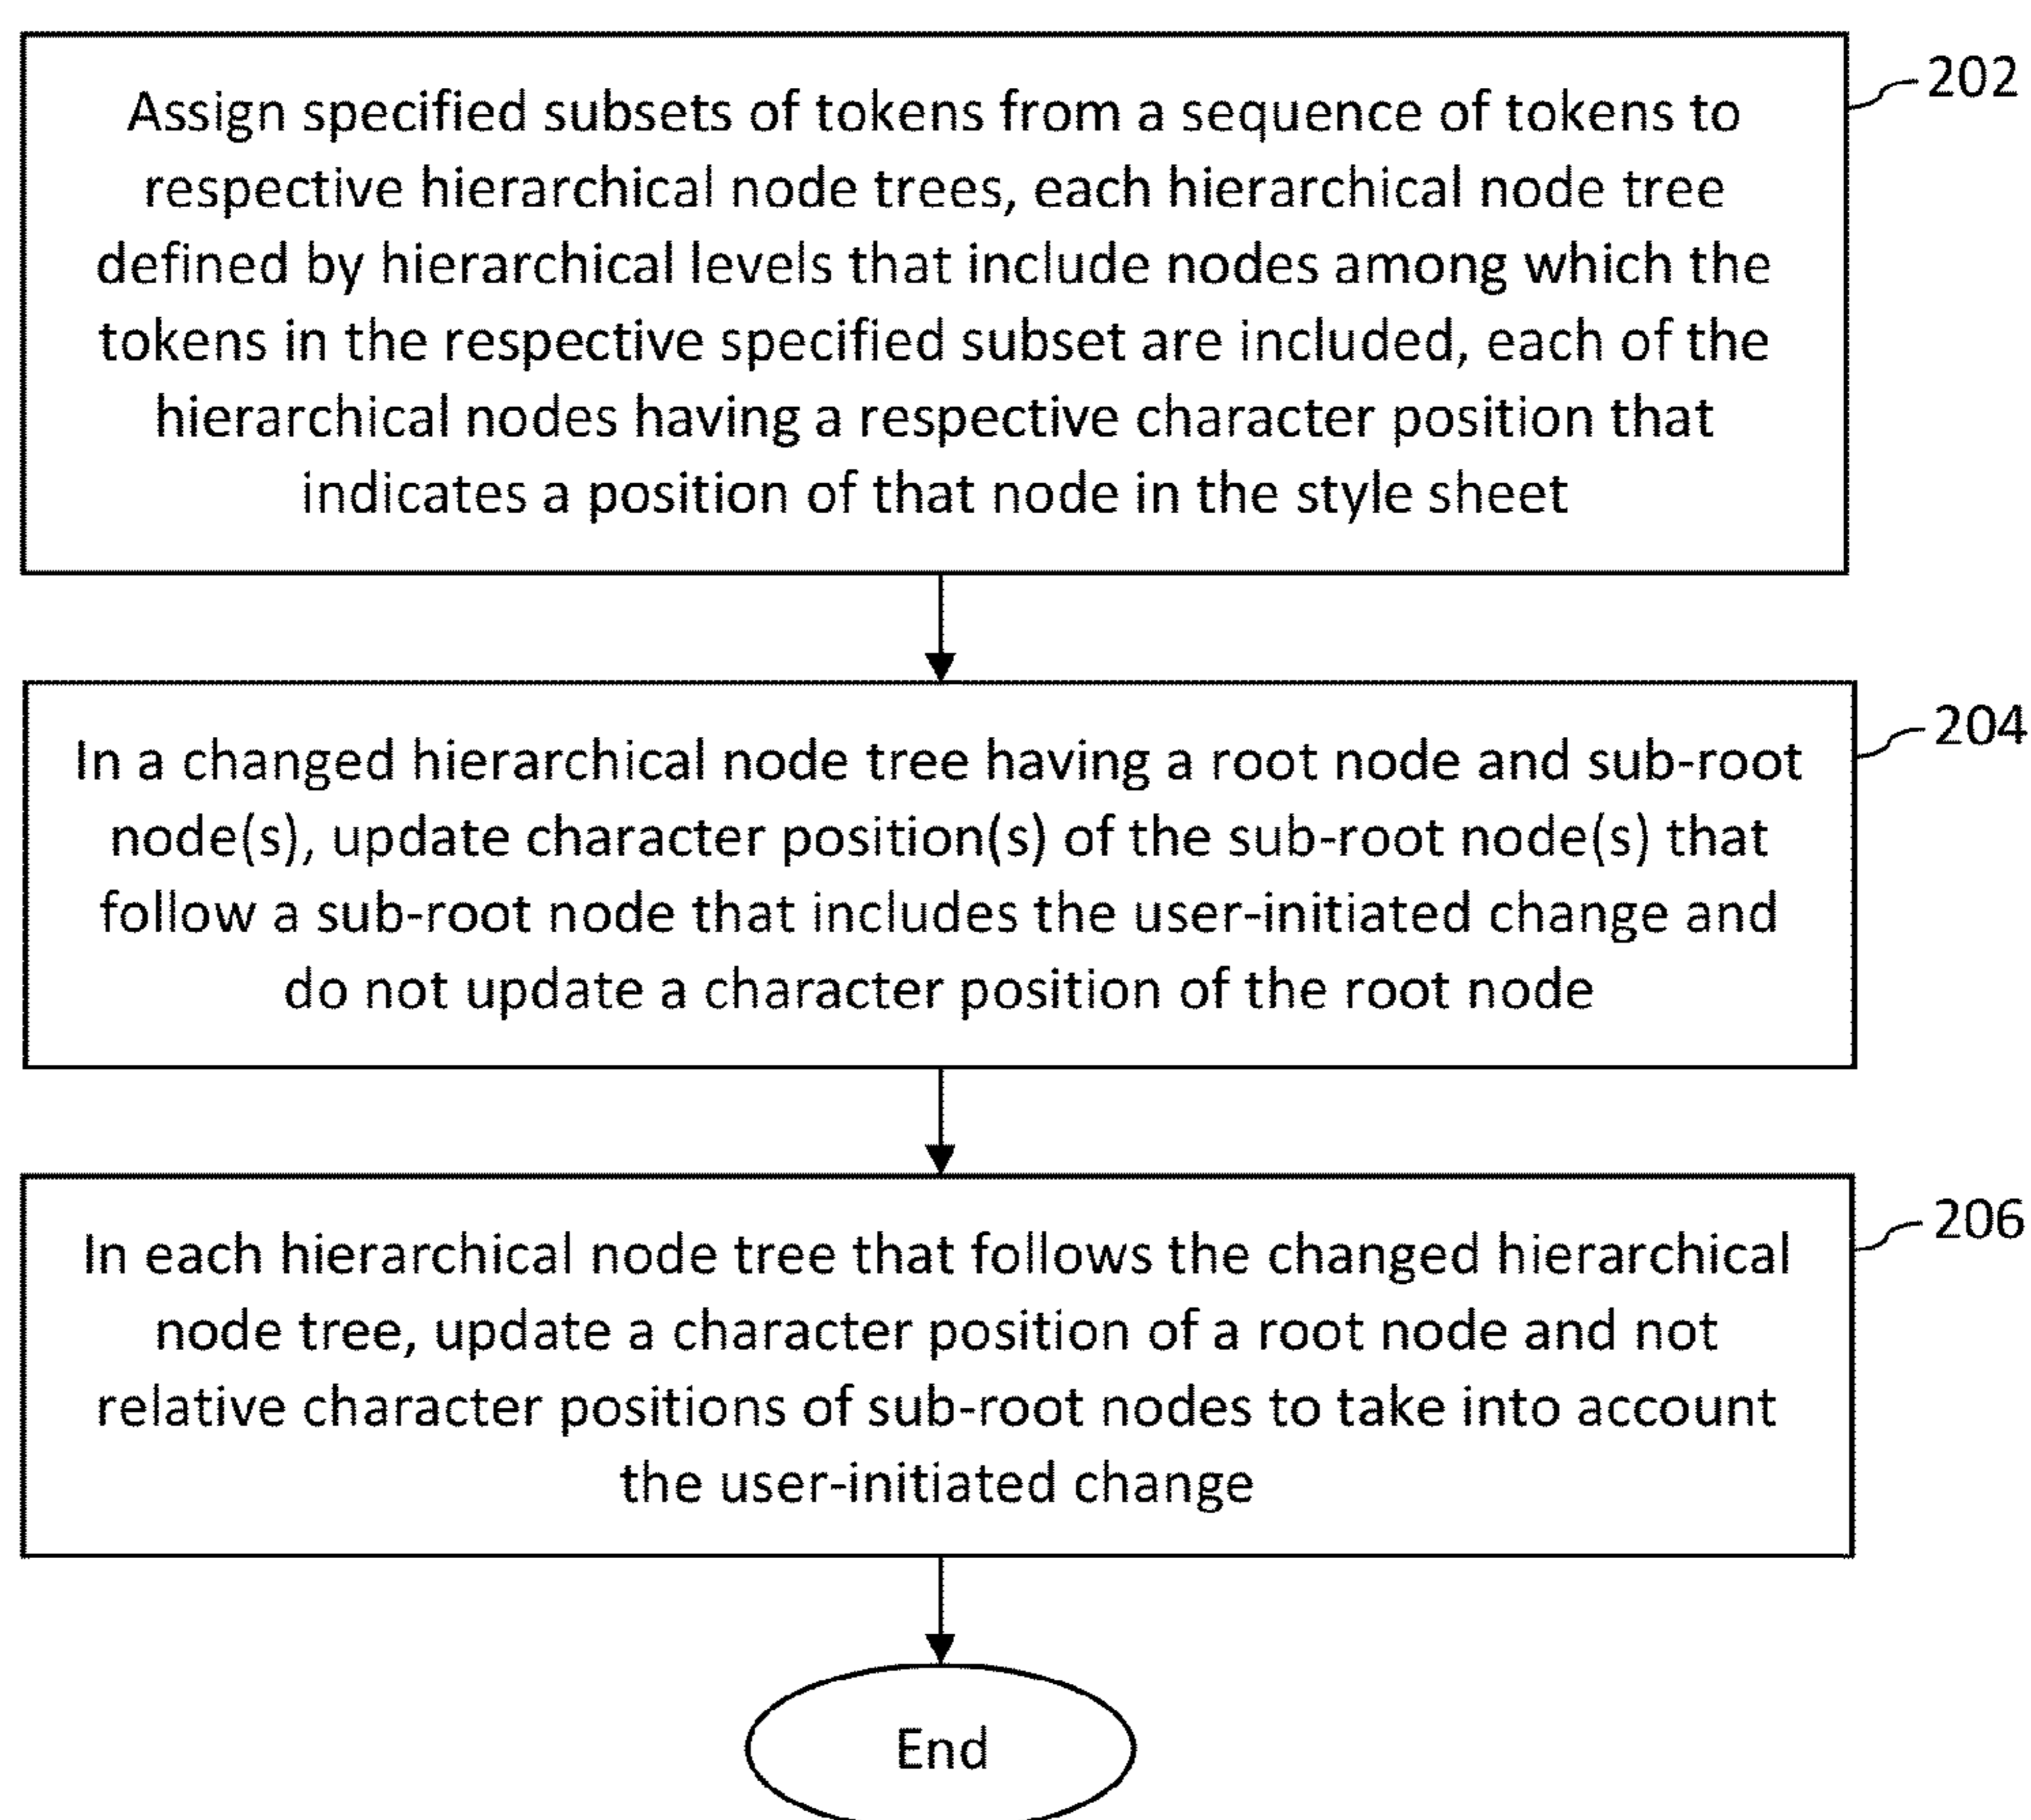 Assign specified subsets of tokens from a sequence of tokens to
respective hierarchical node trees, each hierarchical node tree
defined by hierarchical levels that include nodes among which the
tokens in the respective specified subset are included, each of the
hierarchical nodes having a respective character position that
indicates a position of that node in the style sheet
202
In a changed hierarchical node tree having a root node and sub-root
node(s), update character position(s) of the sub-root node(s) that
follow a sub-root node that includes the user-initiated change and
do not update a character position of the root node
204
In each hierarchical node tree that follows the changed hierarchical
node tree, update a character position of a root node and not
relative character positions of sub-root nodes to take into account
the user-initiated change
206
End